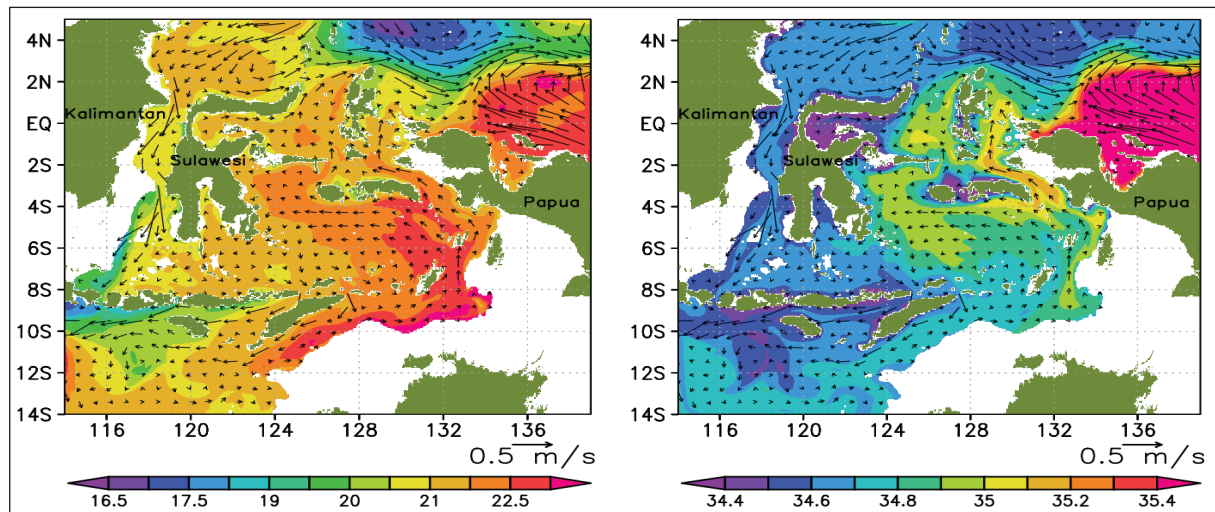 4N
2N
EQ
2S
4S
6S
8S
10S
12S
14S
Kalimantan
Sulawesi
Papua
116 120 124 128 132 136
0.5 m/s
16.5 17.5 19 20 21 22.5
4N
2N
EQ
2S
4S
6S
8S
10S
12S
14S
Kalimantan
Sulawesi
Papua
116 120 124 128 132 136
0.5 m/s
34.4 34.6 34.8 35 35.2 35.4